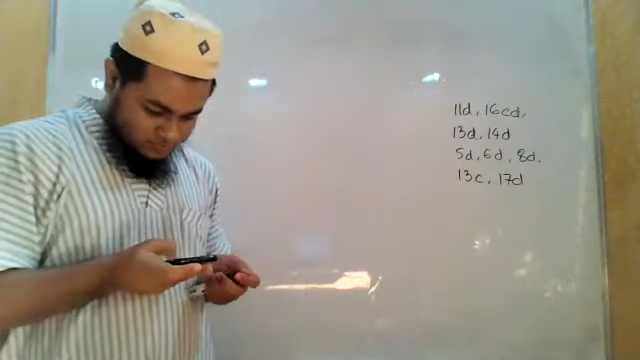 11d, 16cd,
13d, 14d
5d, 6d, 8d,
13c, 17d